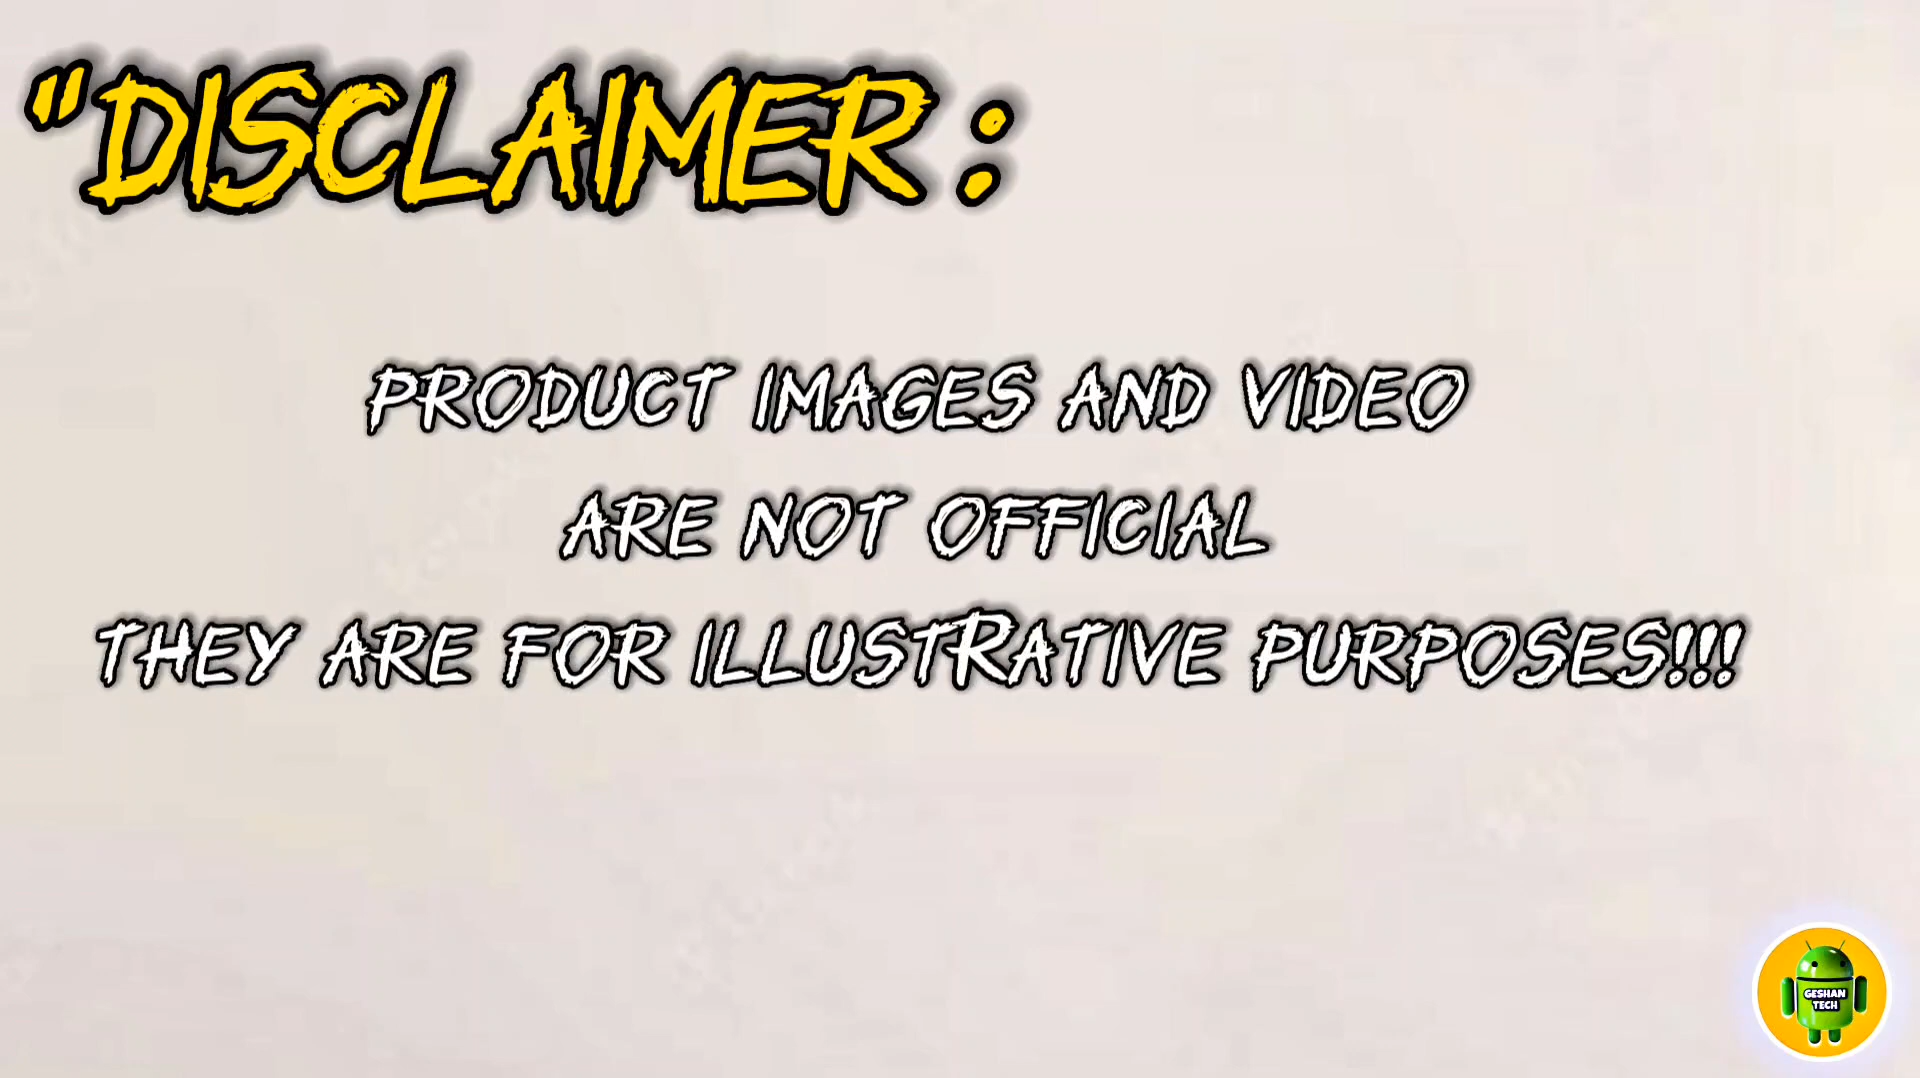 "DISCLAIMER :
PRODUCT IMAGES AND VIDEO
ARE NOT OFFICIAL
THEY ARE FOR ILLUSTRATIVE PURPOSES!!!
GESHAN
TECH